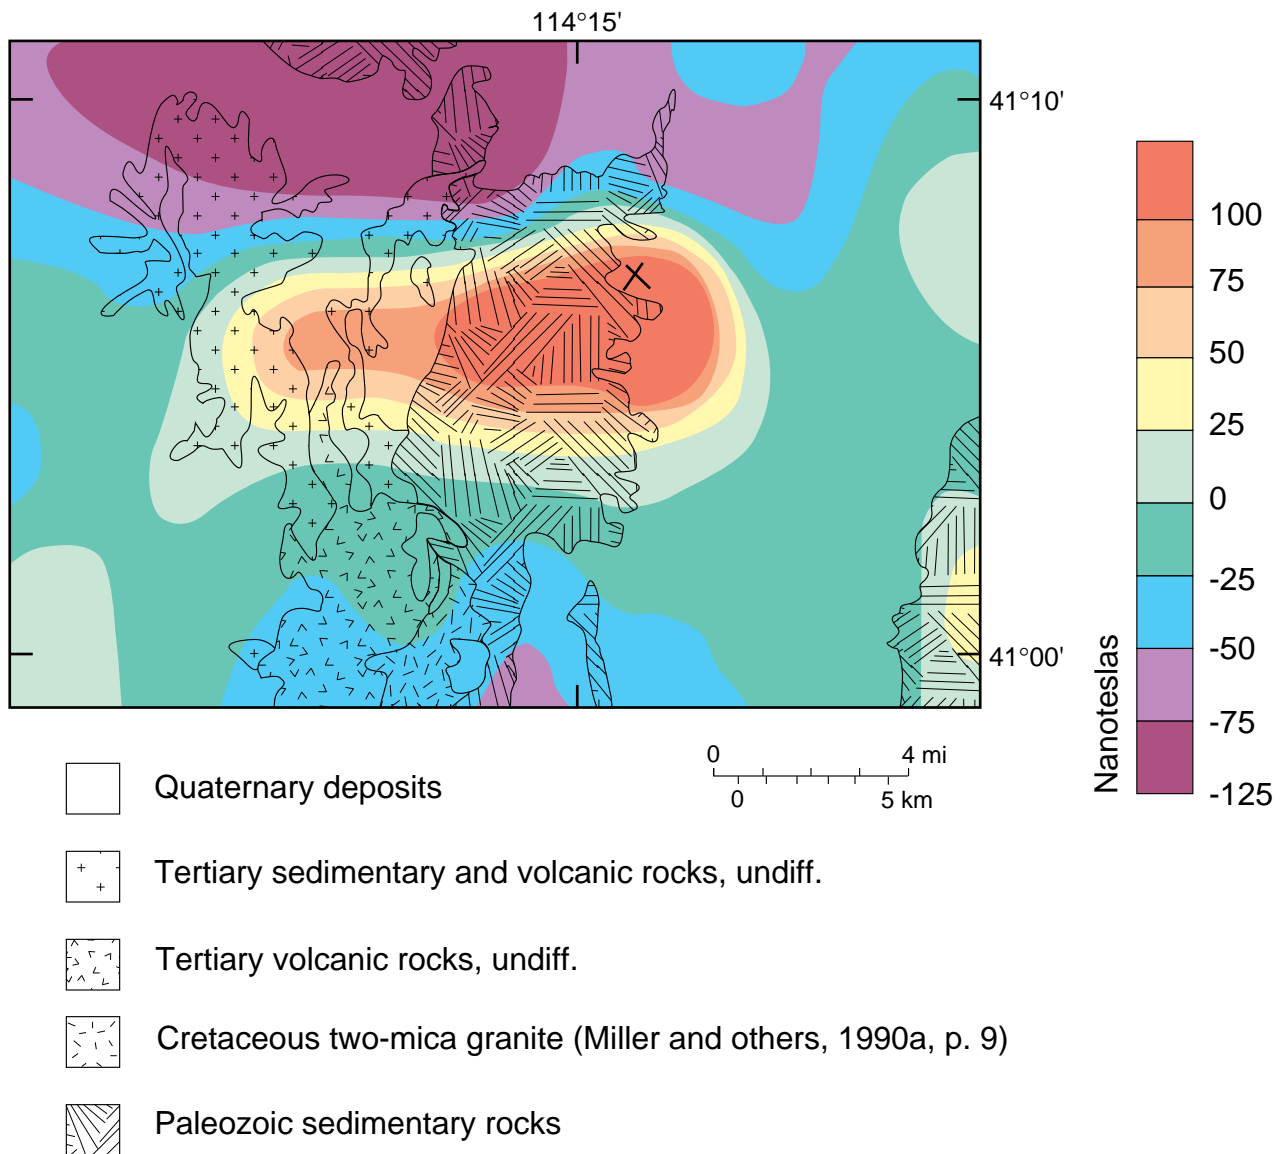 114°15'
41°10'
41°00'
Nanoteslas
100
75
50
25
0
-25
-50
-75
-125
0 4 mi
0 5 km
Quaternary deposits
Tertiary sedimentary and volcanic rocks, undiff.
Tertiary volcanic rocks, undiff.
Cretaceous two-mica granite (Miller and others, 1990a, p. 9)
Paleozoic sedimentary rocks